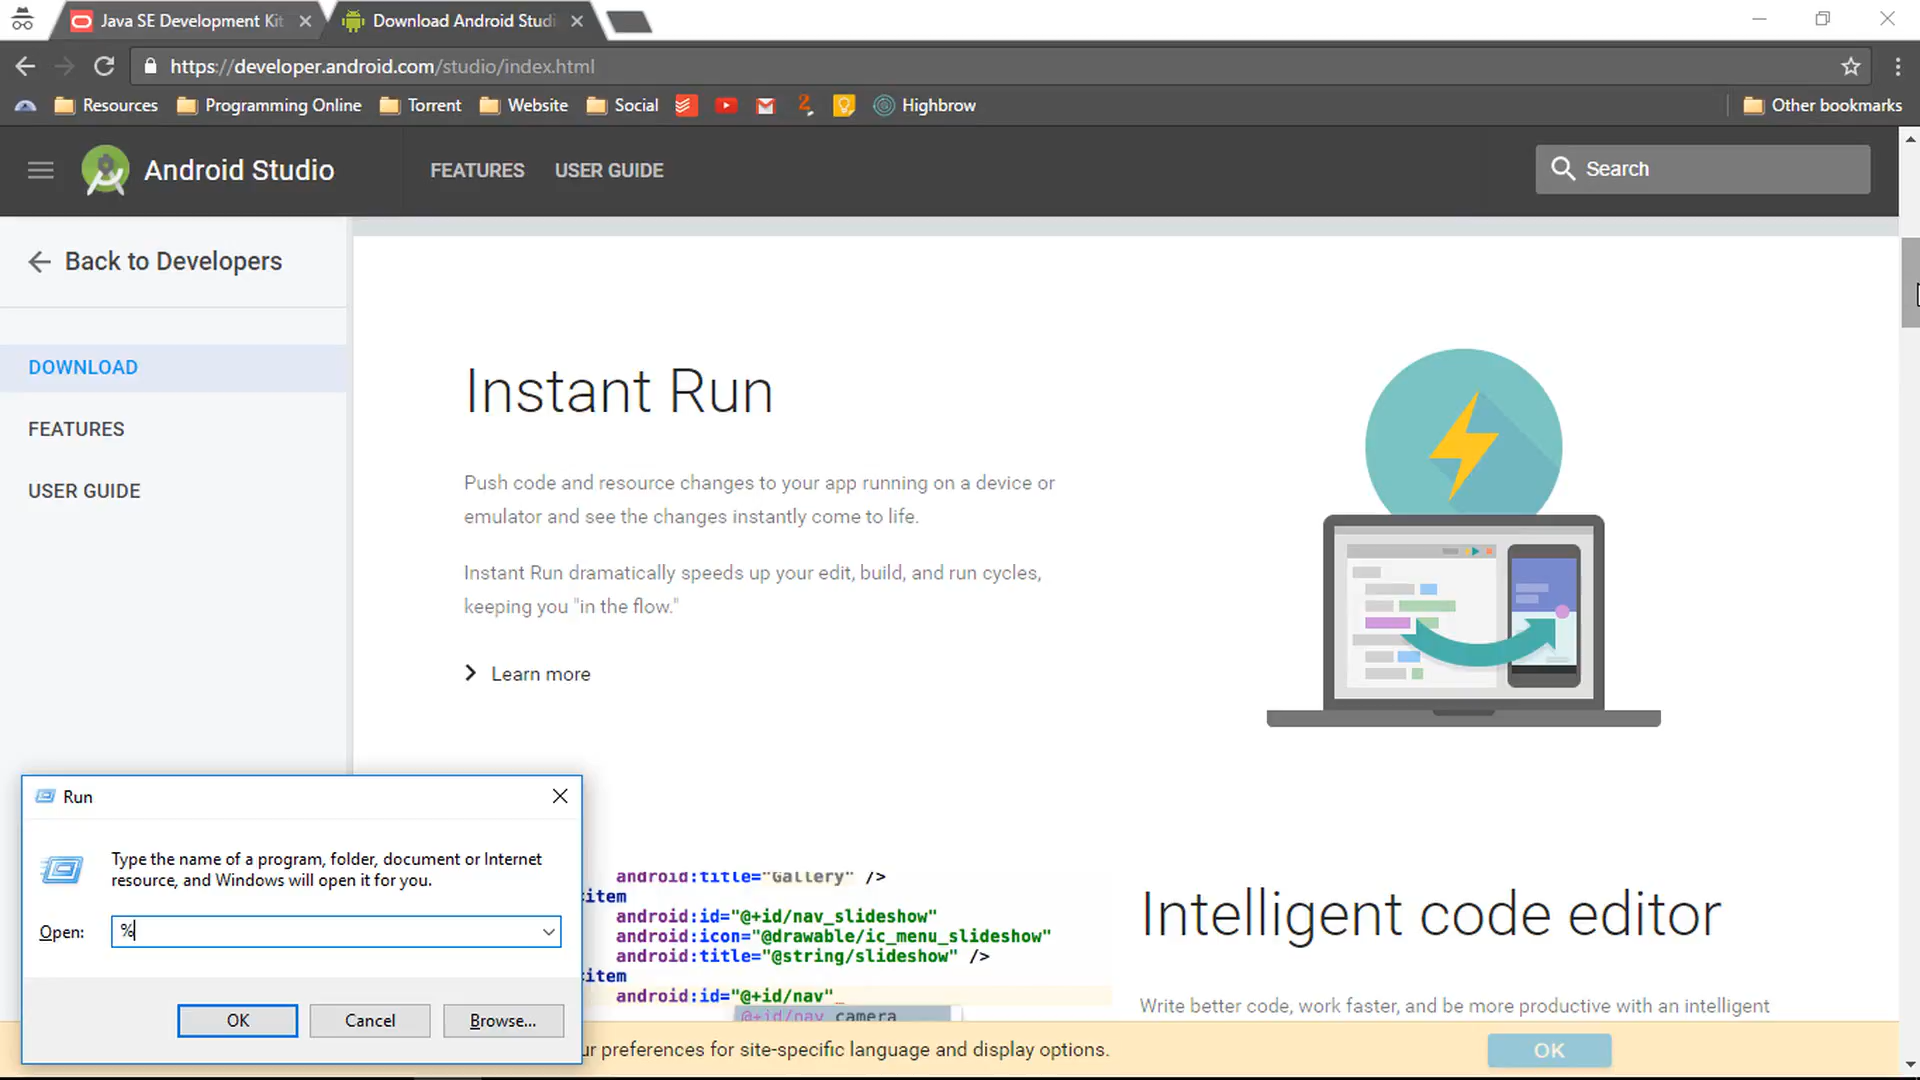 Java SE Development Kit
Download Android Studi
https://developer.android.com/studio/index.html
Resources
Programming Online
Torrent
Website
Social
Highbrow
Other bookmarks
Android Studio
FEATURES
USER GUIDE
Search
Back to Developers
DOWNLOAD
FEATURES
USER GUIDE
Instant Run
Push code and resource changes to your app running on a device or
emulator and see the changes instantly come to life.
Instant Run dramatically speeds up your edit, build, and run cycles,
keeping you "in the flow."
Learn more
android:title="Gallery" />
item
android:id="@+id/nav_slideshow"
android:icon="@drawable/ic_menu_slideshow"
android:title="@string/slideshow" />
item
android:id="@+id/nav"_
@+id/nav_camera
Intelligent code editor
Write better code, work faster, and be more productive with an intelligent
Run
Type the name of a program, folder, document or Internet
resource, and Windows will open it for you.
Open:
%
OK
Cancel
Browse...
ur preferences for site-specific language and display options.
OK